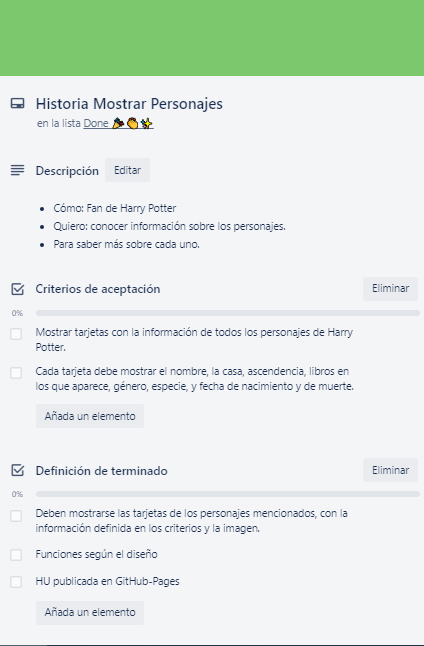 Historia Mostrar Personajes
en la lista Done 🎉👏✨
Descripción Editar
• Cómo: Fan de Harry Potter
• Quiero: conocer información sobre los personajes.
• Para saber más sobre cada uno.
Criterios de aceptación Eliminar
0%
Mostrar tarjetas con la información de todos los personajes de Harry
Potter.
Cada tarjeta debe mostrar el nombre, la casa, ascendencia, libros en
los que aparece, género, especie, y fecha de nacimiento y de muerte.
Añada un elemento
Definición de terminado Eliminar
0%
Deben mostrarse las tarjetas de los personajes mencionados, con la
información definida en los criterios y la imagen.
Funciones según el diseño
HU publicada en GitHub-Pages
Añada un elemento